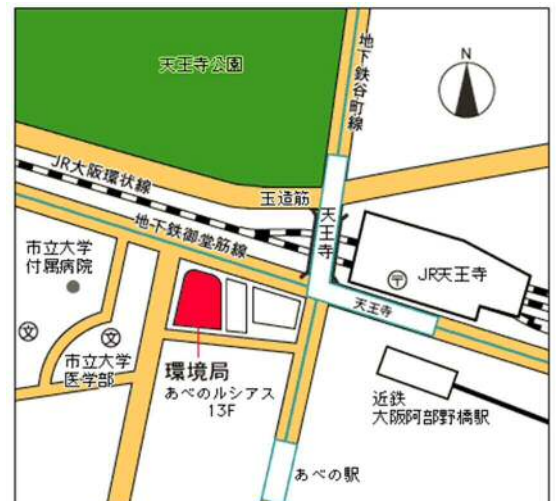 天王寺公園
地下鉄谷町線
N
JR大阪環状線
玉造筋
天王寺
地下鉄御堂筋線
市立大学
付属病院
〒
JR天王寺
天王寺
文
文
市立大学
医学部
環境局
あべのルシアス
13F
近鉄
大阪阿部野橋駅
あべの駅